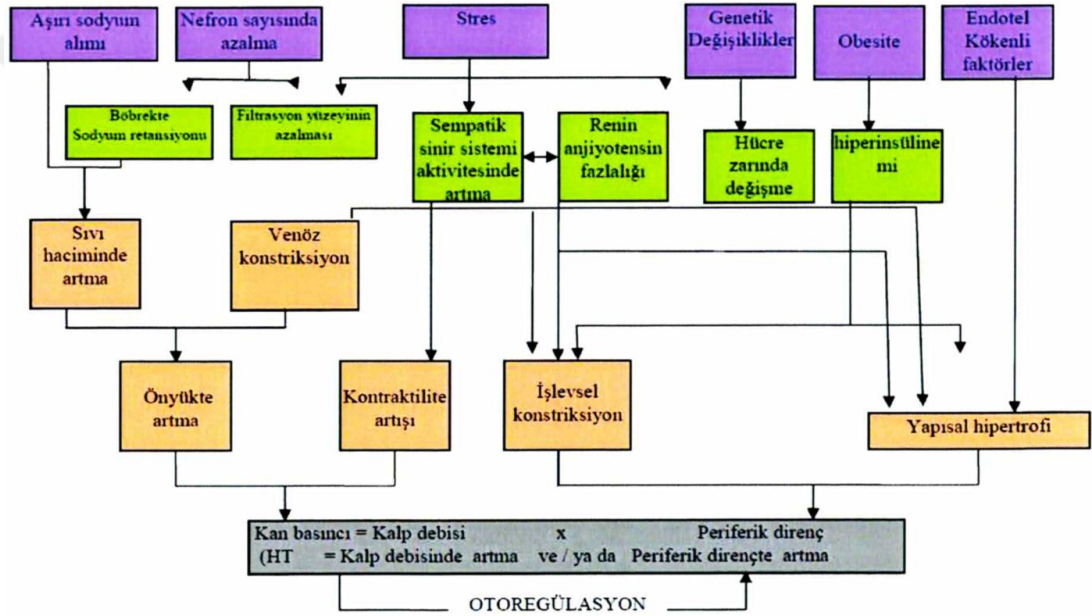 Aşırı sodyum
alımı
Nefron sayısında
azalma
Stres
Genetik
Değişiklikler
Obesite
Endotel
Kökenli
faktörler
Böbrekte
Sodyum retansiyonu
Filtrasyon yüzeyinin
azalması
Sempatik
sinir sistemi
aktivitesinde
artma
Renin
anjiyotensin
fazlalığı
Hücre
zarında
değişme
hiperinsüline
mi
Sıvı
haciminde
artma
Venöz
konstriksiyon
Önyükte
artma
Kontraktilite
artışı
İşlevsel
konstriksiyon
Yapısal hipertrofi
Kan basıncı = Kalp debisi x Periferik direnç
(HT = Kalp debisinde artma ve / ya da Periferik dirençte artma
OTOREGÜLASYON